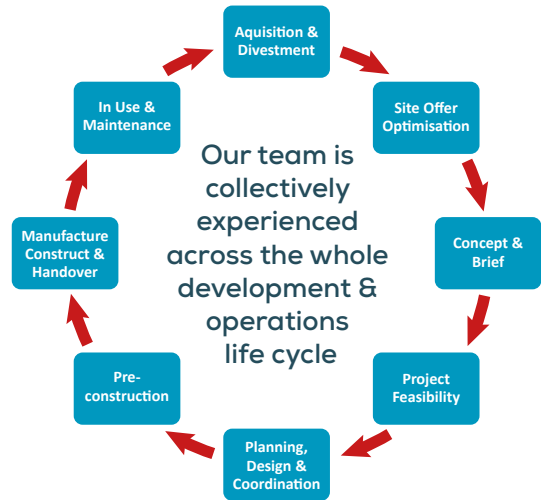 Aquisition &
Divestment
Site Offer
Optimisation
Concept &
Brief
Project
Feasibility
Planning,
Design &
Coordination
Pre-
construction
Manufacture
Construct &
Handover
In Use &
Maintenance
Our team is
collectively
experienced
across the whole
development &
operations
life cycle